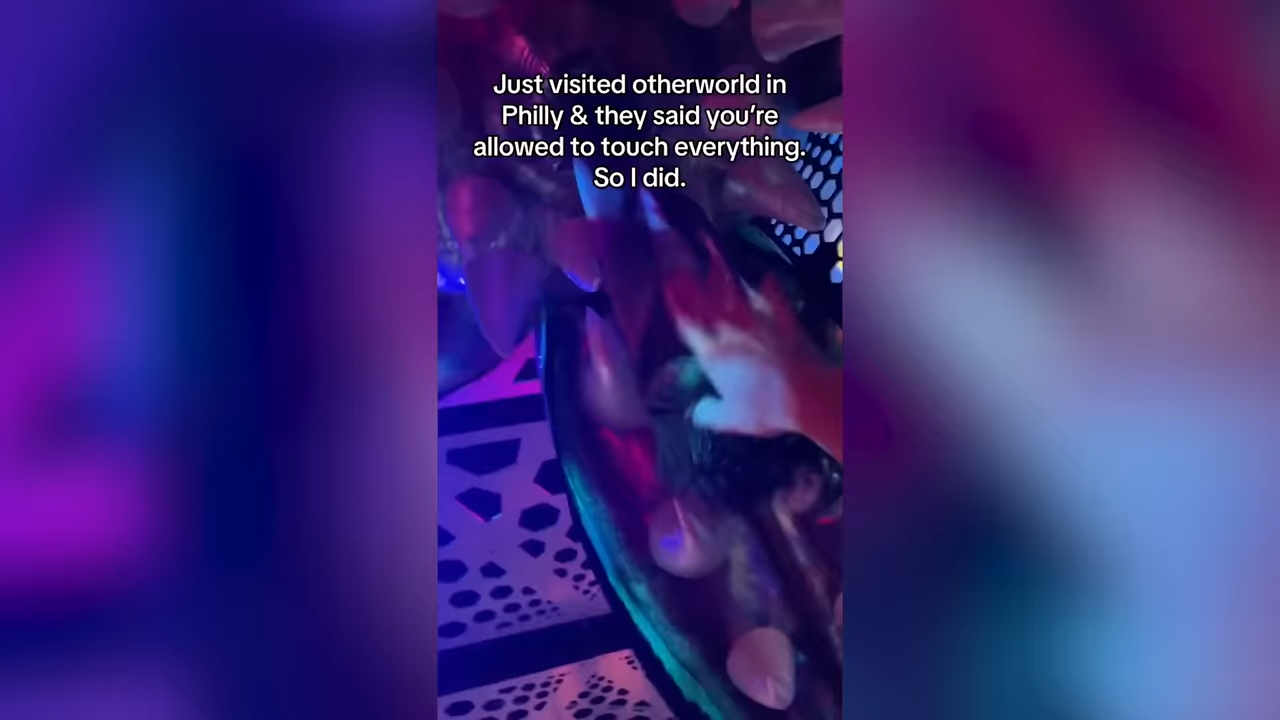 Just visited otherworld in
Philly & they said you’re
allowed to touch everything.
So I did.